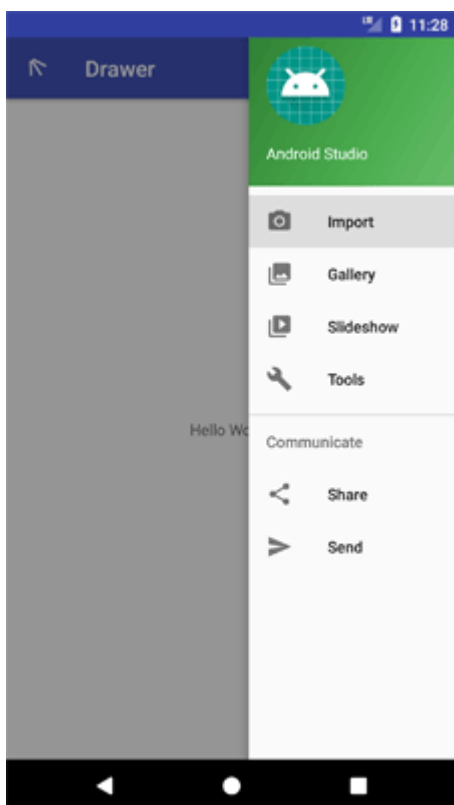 11:28
Drawer
Android Studio
Import
Gallery
Slideshow
Tools
Hello Wo
Communicate
Share
Send